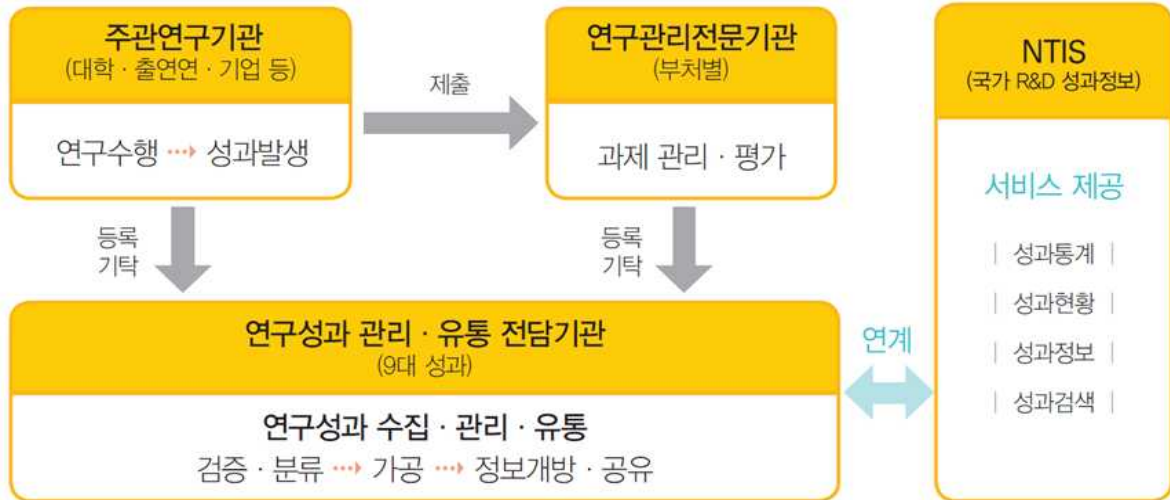 주관연구기관
(대학 · 출연연 · 기업 등)
연구수행 ····▸ 성과발생
제출
연구관리전문기관
(부처별)
과제 관리 · 평가
등록
기탁
등록
기탁
연구성과 관리 · 유통 전담기관
(9대 성과)
연구성과 수집 · 관리 · 유통
검증 · 분류 ····▸ 가공 ····▸ 정보개방 · 공유
연계
NTIS
(국가 R&D 성과정보)
서비스 제공
| 성과통계 |
| 성과현황 |
| 성과정보 |
| 성과검색 |